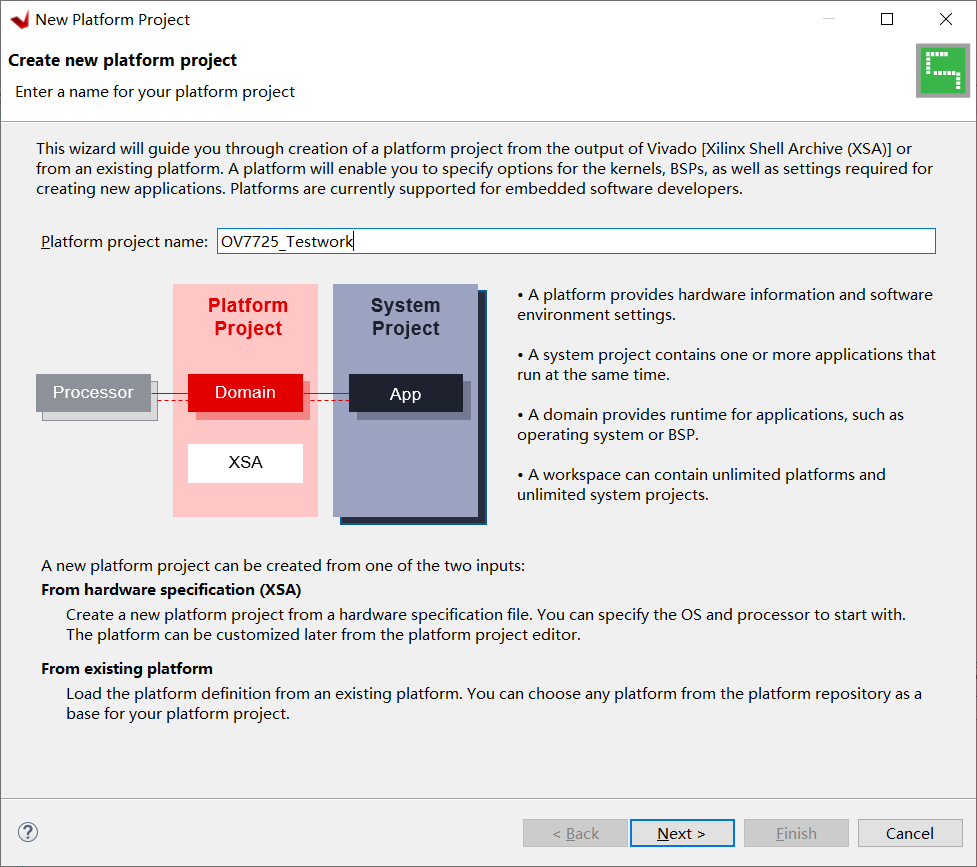 New Platform Project
Create new platform project
Enter a name for your platform project
This wizard will guide you through creation of a platform project from the output of Vivado [Xilinx Shell Archive (XSA)] or
from an existing platform. A platform will enable you to specify options for the kernels, BSPs, as well as settings required for
creating new applications. Platforms are currently supported for embedded software developers.
Platform project name: OV7725_Testwork
Platform
Project
System
Project
Processor
Domain
App
XSA
• A platform provides hardware information and software
environment settings.
• A system project contains one or more applications that
run at the same time.
• A domain provides runtime for applications, such as
operating system or BSP.
• A workspace can contain unlimited platforms and
unlimited system projects.
A new platform project can be created from one of the two inputs:
From hardware specification (XSA)
Create a new platform project from a hardware specification file. You can specify the OS and processor to start with.
The platform can be customized later from the platform project editor.
From existing platform
Load the platform definition from an existing platform. You can choose any platform from the platform repository as a
base for your platform project.
?
< Back
Next >
Finish
Cancel